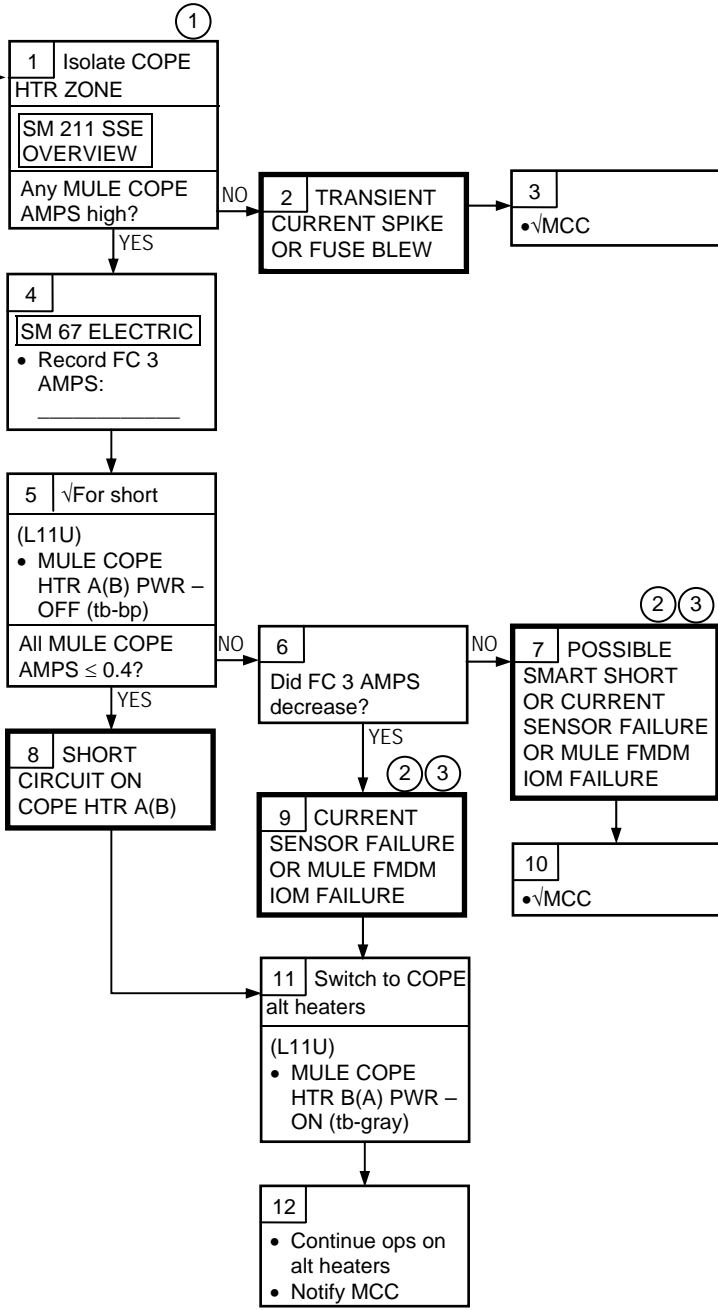 1
1 Isolate COPE
HTR ZONE
SM 211 SSE
OVERVIEW
Any MULE COPE
AMPS high?
NO
YES
2 TRANSIENT
CURRENT SPIKE
OR FUSE BLEW
3
•√MCC
4
SM 67 ELECTRIC
• Record FC 3
AMPS:
_____________
5 √For short
(L11U)
• MULE COPE
HTR A(B) PWR –
OFF (tb-bp)
All MULE COPE
AMPS ≤ 0.4?
NO
YES
6
Did FC 3 AMPS
decrease?
NO
YES
2 3
7 POSSIBLE
SMART SHORT
OR CURRENT
SENSOR FAILURE
OR MULE FMDM
IOM FAILURE
8 SHORT
CIRCUIT ON
COPE HTR A(B)
2 3
9 CURRENT
SENSOR FAILURE
OR MULE FMDM
IOM FAILURE
10
•√MCC
11 Switch to COPE
alt heaters
(L11U)
• MULE COPE
HTR B(A) PWR –
ON (tb-gray)
12
• Continue ops on
alt heaters
• Notify MCC